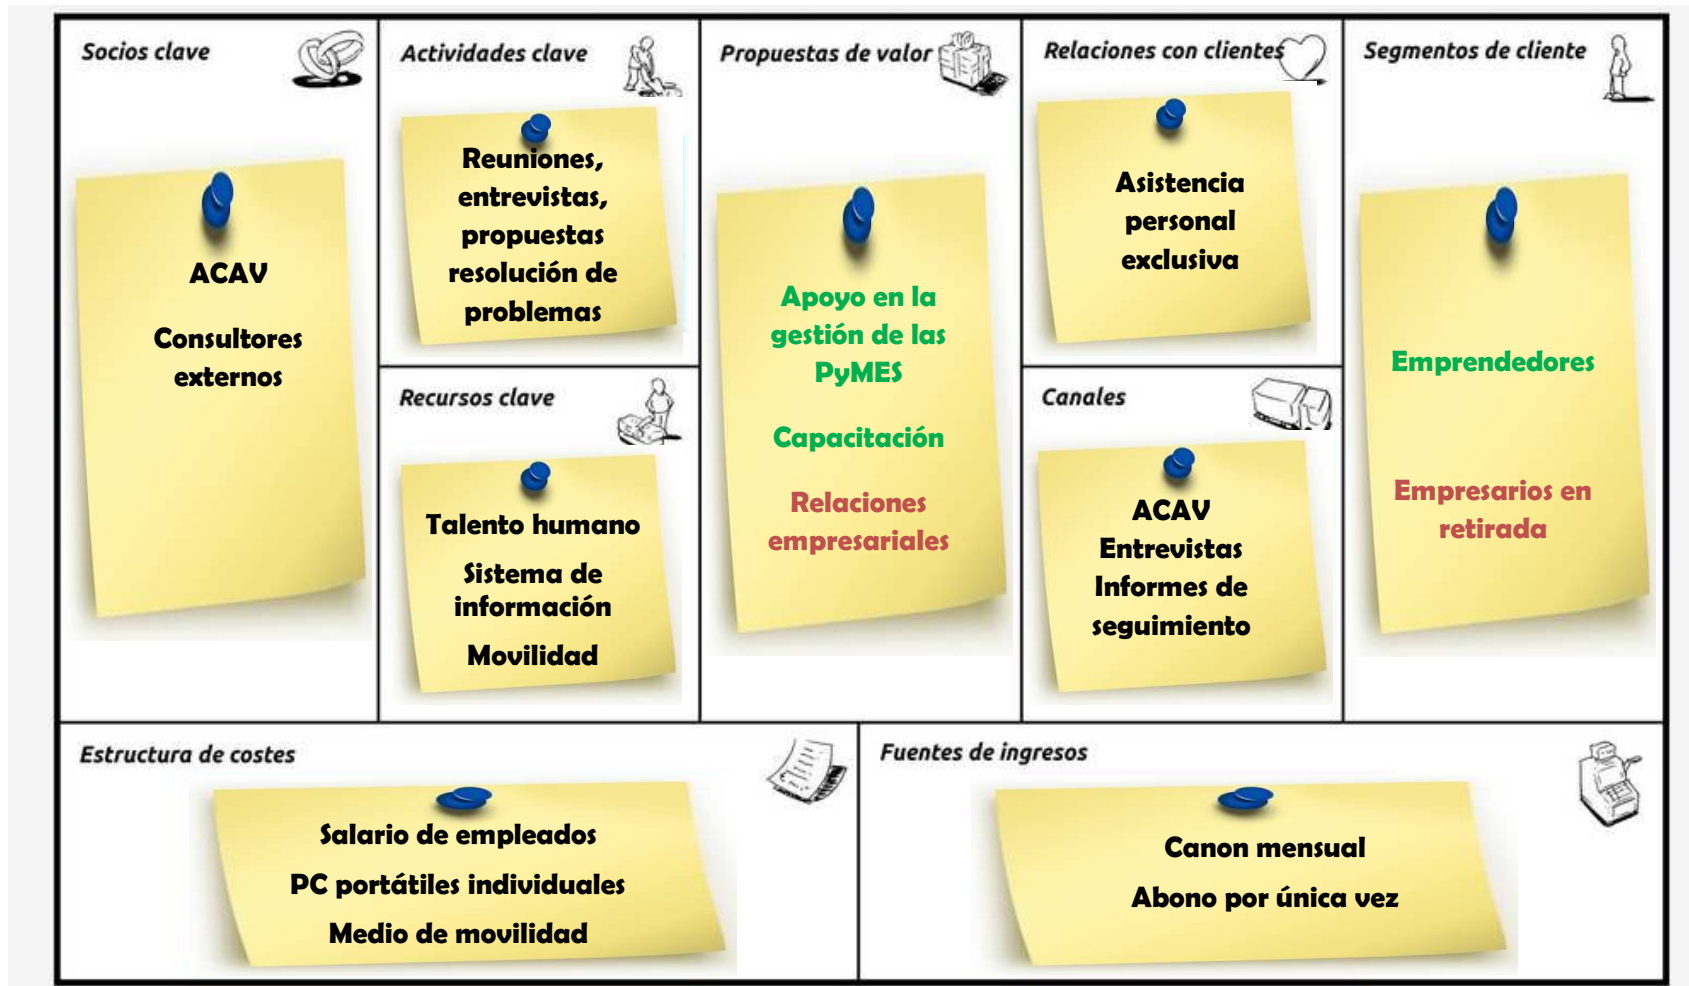 Socios clave
ACAV
Consultores
externos
Actividades clave
Reuniones,
entrevistas,
propuestas
resolución de
problemas
Recursos clave
Talento humano
Sistema de
información
Movilidad
Propuestas de valor
Apoyo en la
gestión de las
PyMES
Capacitación
Relaciones
empresariales
Relaciones con clientes
Asistencia
personal
exclusiva
Canales
ACAV
Entrevistas
Informes de
seguimiento
Segmentos de cliente
Emprendedores
Empresarios en
retirada
Estructura de costes
Salario de empleados
PC portátiles individuales
Medio de movilidad
Fuentes de ingresos
Canon mensual
Abono por única vez